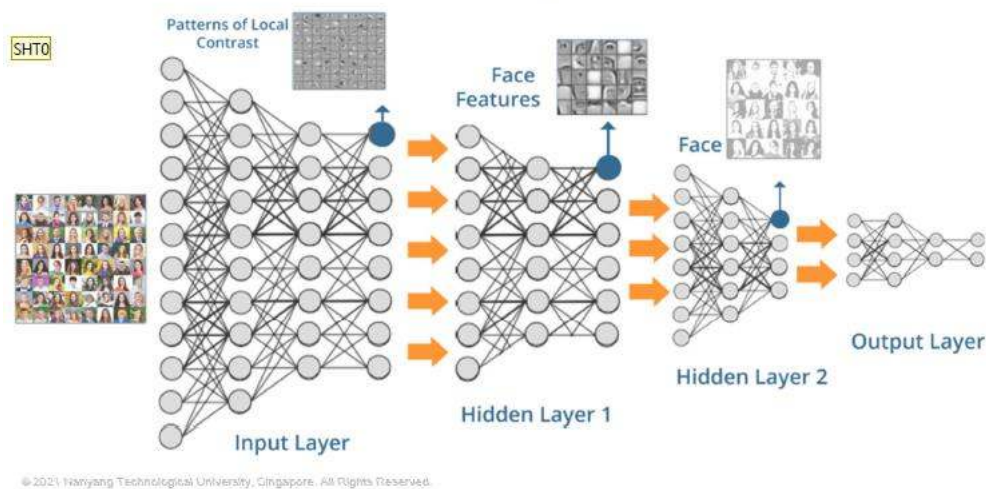 SHT0
Patterns of Local
Contrast
Face
Features
Face
Input Layer
Hidden Layer 1
Hidden Layer 2
Output Layer
© 2021 Nanyang Technological University, Singapore. All Rights Reserved.